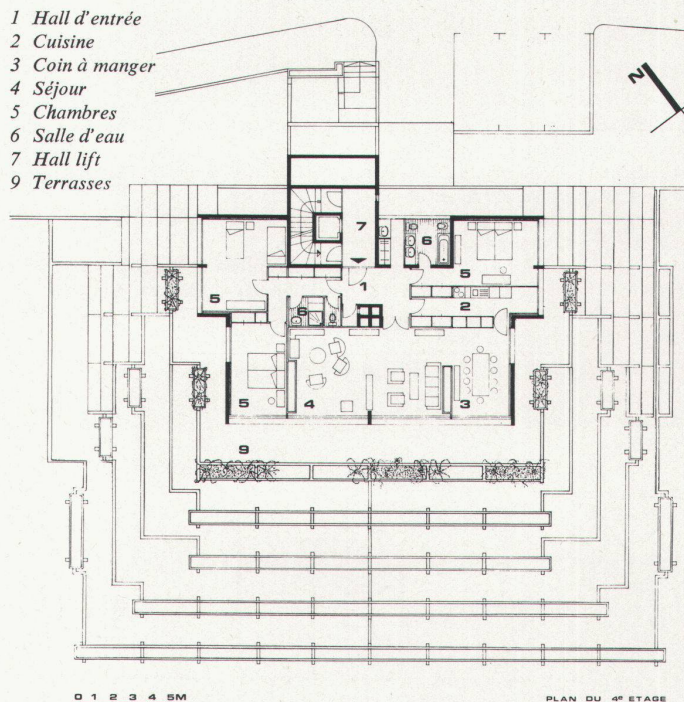 1 Hall d'entrée
2 Cuisine
3 Coin à manger
4 Séjour
5 Chambres
6 Salle d'eau
7 Hall lift
9 Terrasses
N
7
6
5
1
2
5
6
5
4
3
9
0 1 2 3 4 5M
PLAN DU 4e ETAGE